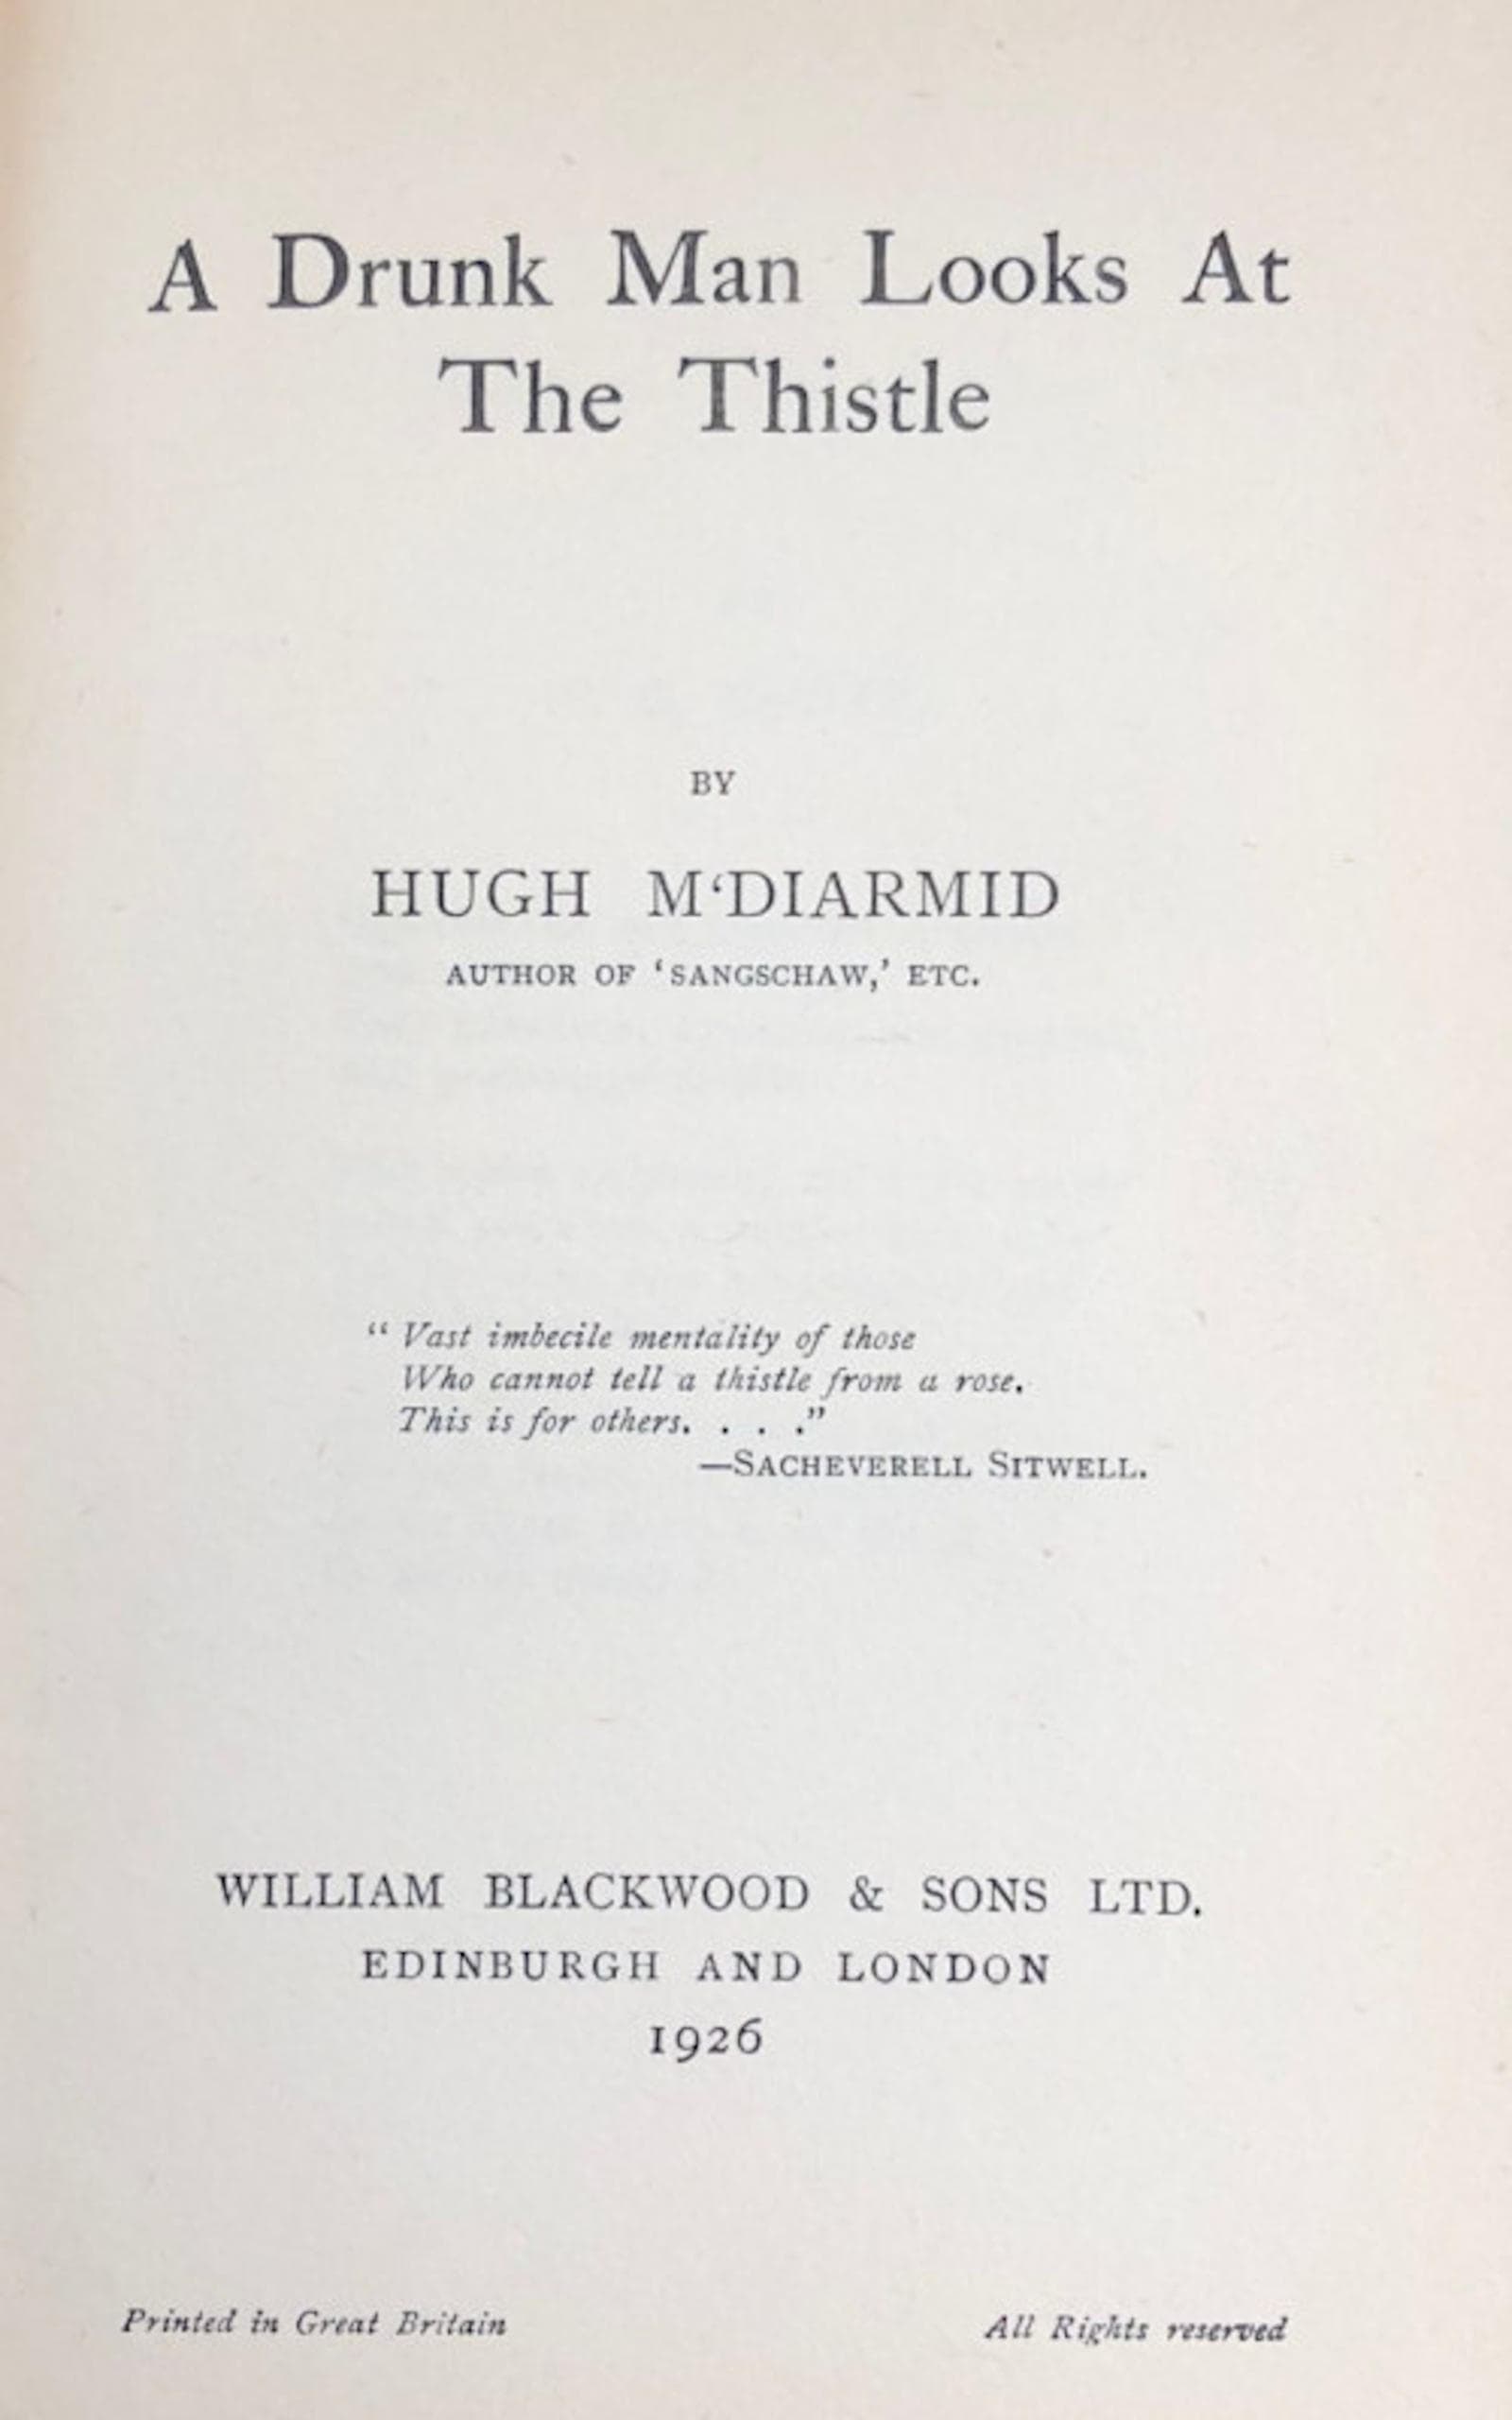 A Drunk Man Looks At
The Thistle
BY
HUGH M‘DIARMID
AUTHOR OF ‘SANGSCHAW,’ ETC.
“ Vast imbecile mentality of those
Who cannot tell a thistle from a rose.
This is for others. . . .”
—SACHEVERELL SITWELL.
WILLIAM BLACKWOOD & SONS LTD.
EDINBURGH AND LONDON
1926
Printed in Great Britain
All Rights reserved